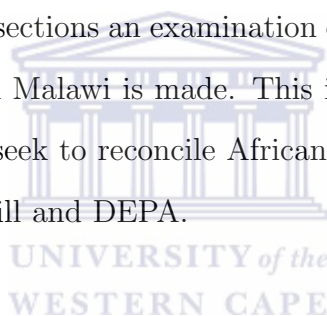 sections an examination
Malawi is made. This
seek to reconcile African
ill and DEPA.
UNIVERSITY of the
WESTERN CAPE